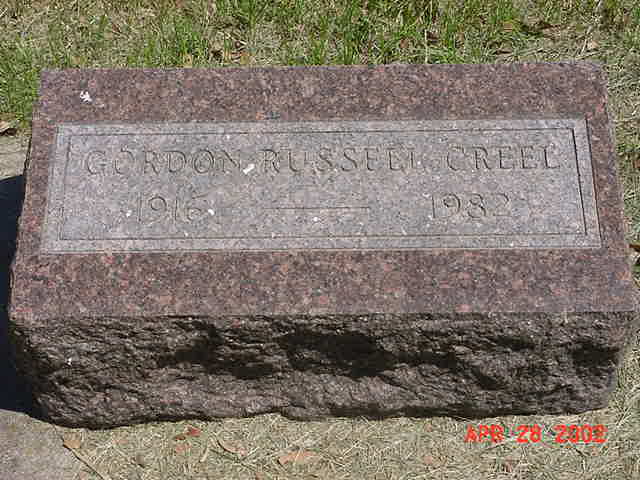 GORDON RUSSELL CREEL
1916 — 1982
APR 28 2002